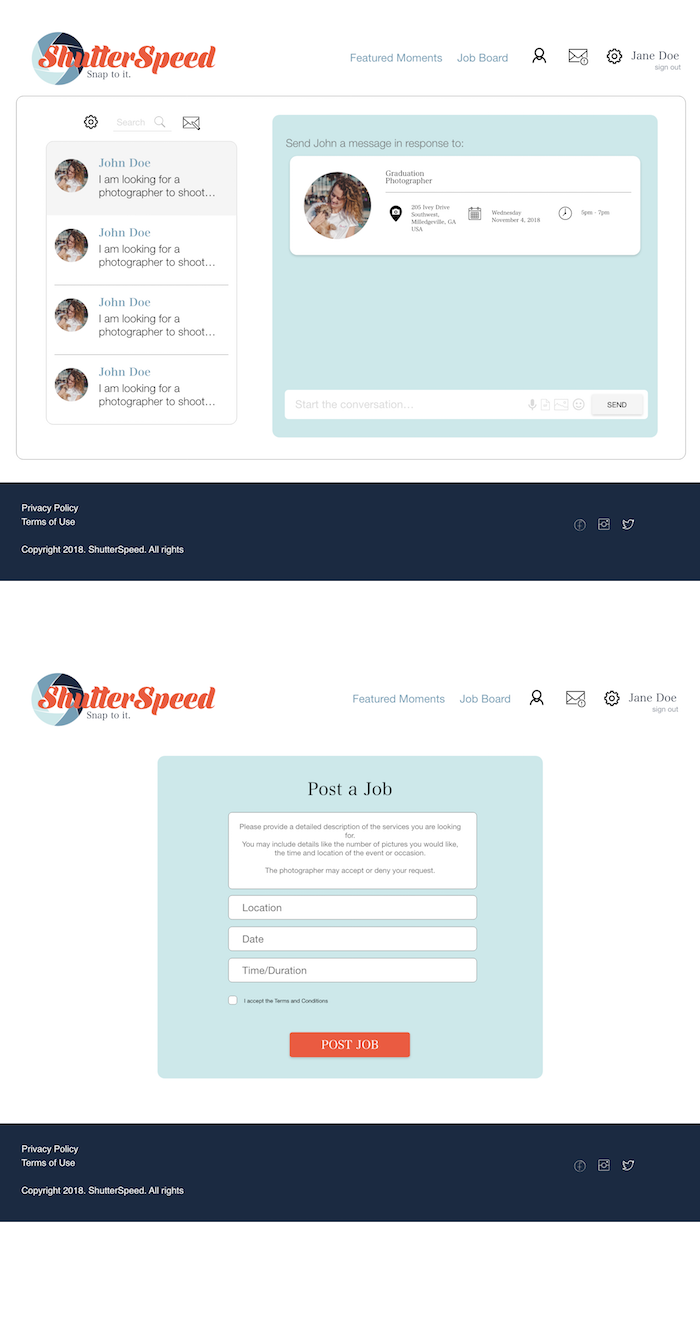 ShutterSpeed
Snap to it.
Featured Moments
Job Board
Jane Doe
sign out
Search
John Doe
I am looking for a
photographer to shoot...
John Doe
I am looking for a
photographer to shoot...
John Doe
I am looking for a
photographer to shoot...
John Doe
I am looking for a
photographer to shoot...
Send John a message in response to:
Graduation
Photographer
205 Ivey Drive
Southwest,
Milledgeville, GA
USA
Wednesday
November 4, 2018
5pm - 7pm
Start the conversation...
SEND
Privacy Policy
Terms of Use
Copyright 2018. ShutterSpeed. All rights
ShutterSpeed
Snap to it.
Featured Moments
Job Board
Jane Doe
sign out
Post a Job
Please provide a detailed description of the services you are looking
for.
You may include details like the number of pictures you would like,
the time and location of the event or occasion.
The photographer may accept or deny your request.
Location
Date
Time/Duration
I accept the Terms and Conditions
POST JOB
Privacy Policy
Terms of Use
Copyright 2018. ShutterSpeed. All rights